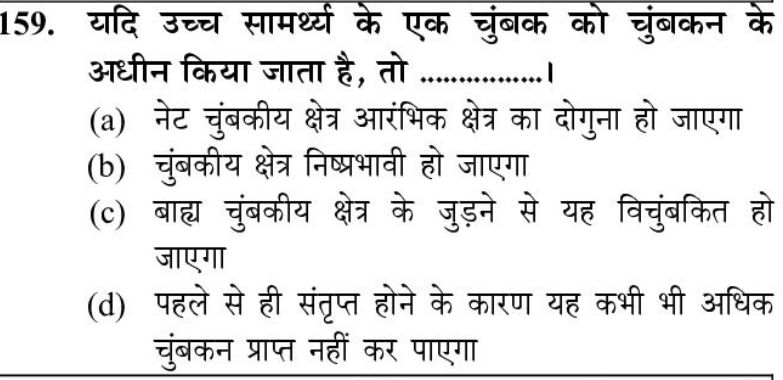 159. यदि उच्च सामर्थ्य के एक चुंबक को चुंबकन के
अधीन किया जाता है, तो .................।
(a) नेट चुंबकीय क्षेत्र आरंभिक क्षेत्र का दोगुना हो जाएगा
(b) चुंबकीय क्षेत्र निष्प्रभावी हो जाएगा
(c) बाह्य चुंबकीय क्षेत्र के जुड़ने से यह विचुंबकित हो
जाएगा
(d) पहले से ही संतृप्त होने के कारण यह कभी भी अधिक
चुंबकन प्राप्त नहीं कर पाएगा